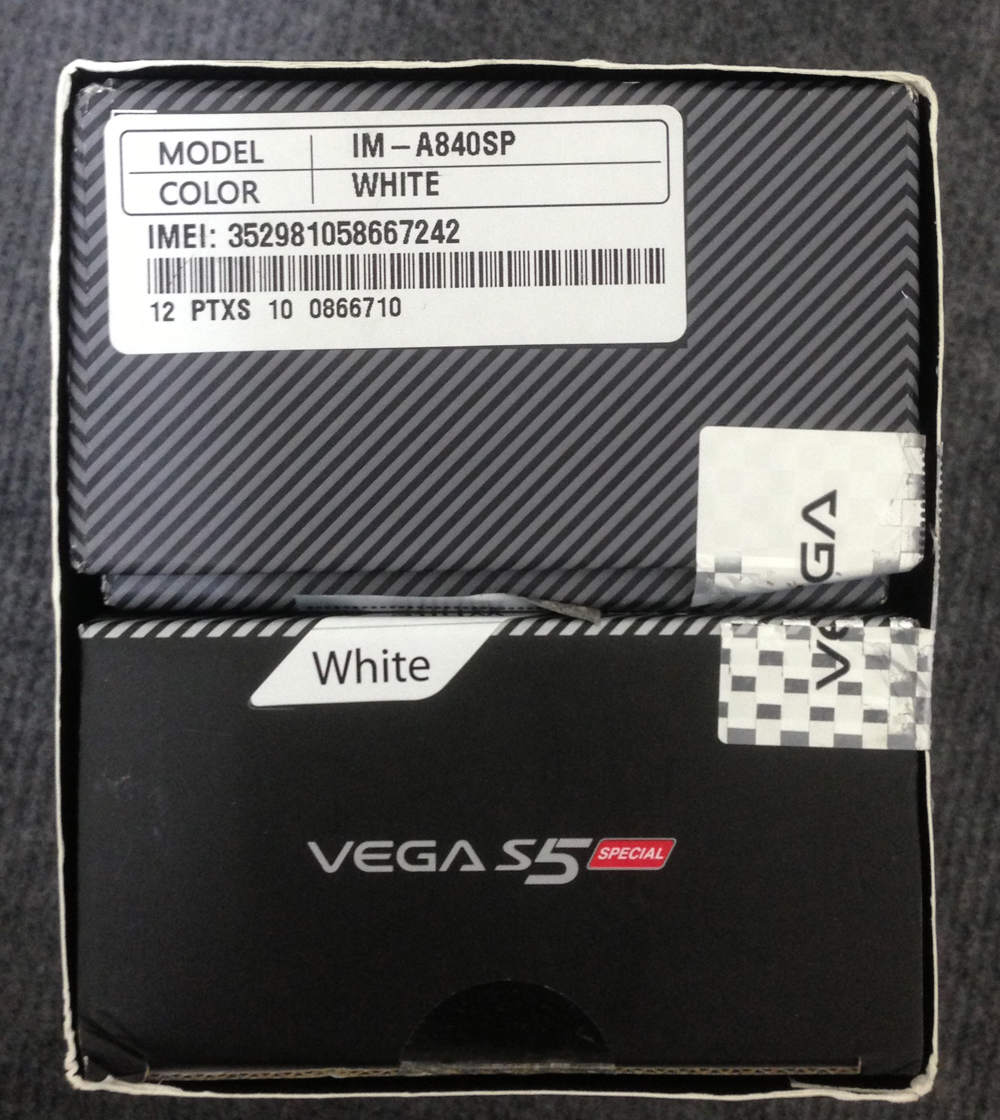 MODEL IM-A840SP
COLOR WHITE
IMEI: 352981058667242
12 PTXS 10 0866710
VEGA
White
VEGA S5 SPECIAL